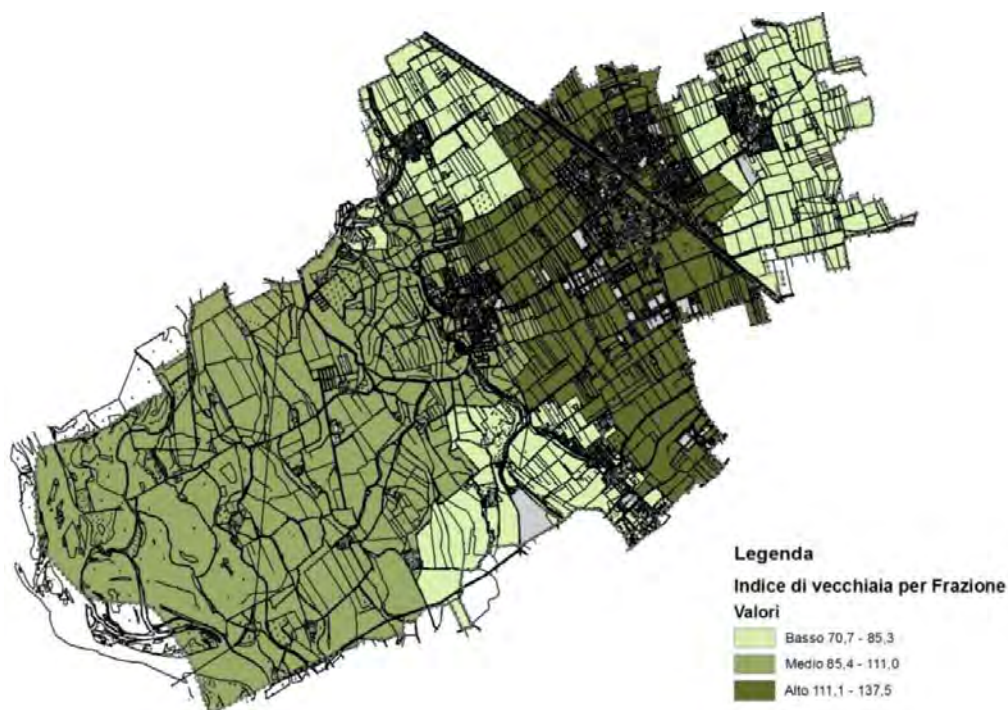 Legenda
Indice di vecchiaia per Frazione
Valori
Basso 70,7 - 85,3
Medio 85,4 - 111,0
Alto 111,1 - 137,5